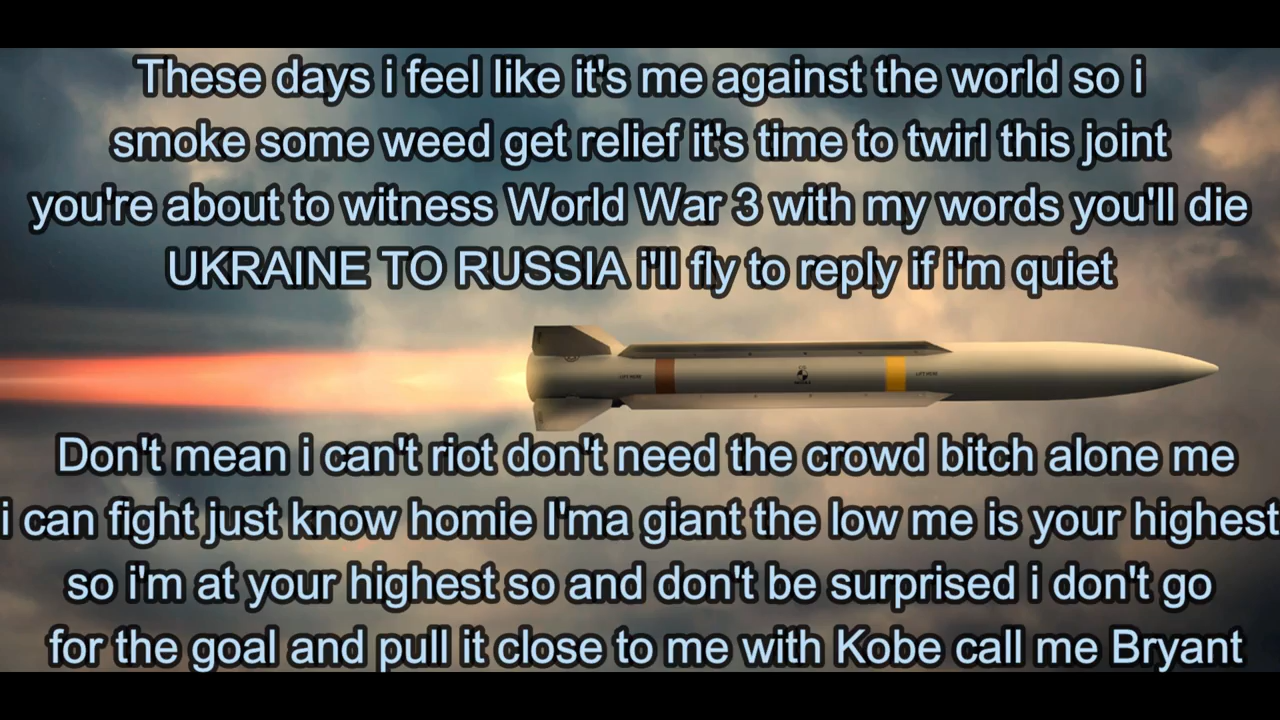 These days i feel like it's me against the world so i
smoke some weed get relief it's time to twirl this joint
you're about to witness World War 3 with my words you'll die
UKRAINE TO RUSSIA i'll fly to reply if i'm quiet
Don't mean i can't riot don't need the crowd bitch alone me
i can fight just know homie I'ma giant the low me is your highest
so i'm at your highest so and don't be surprised i don't go
for the goal and pull it close to me with Kobe call me Bryant